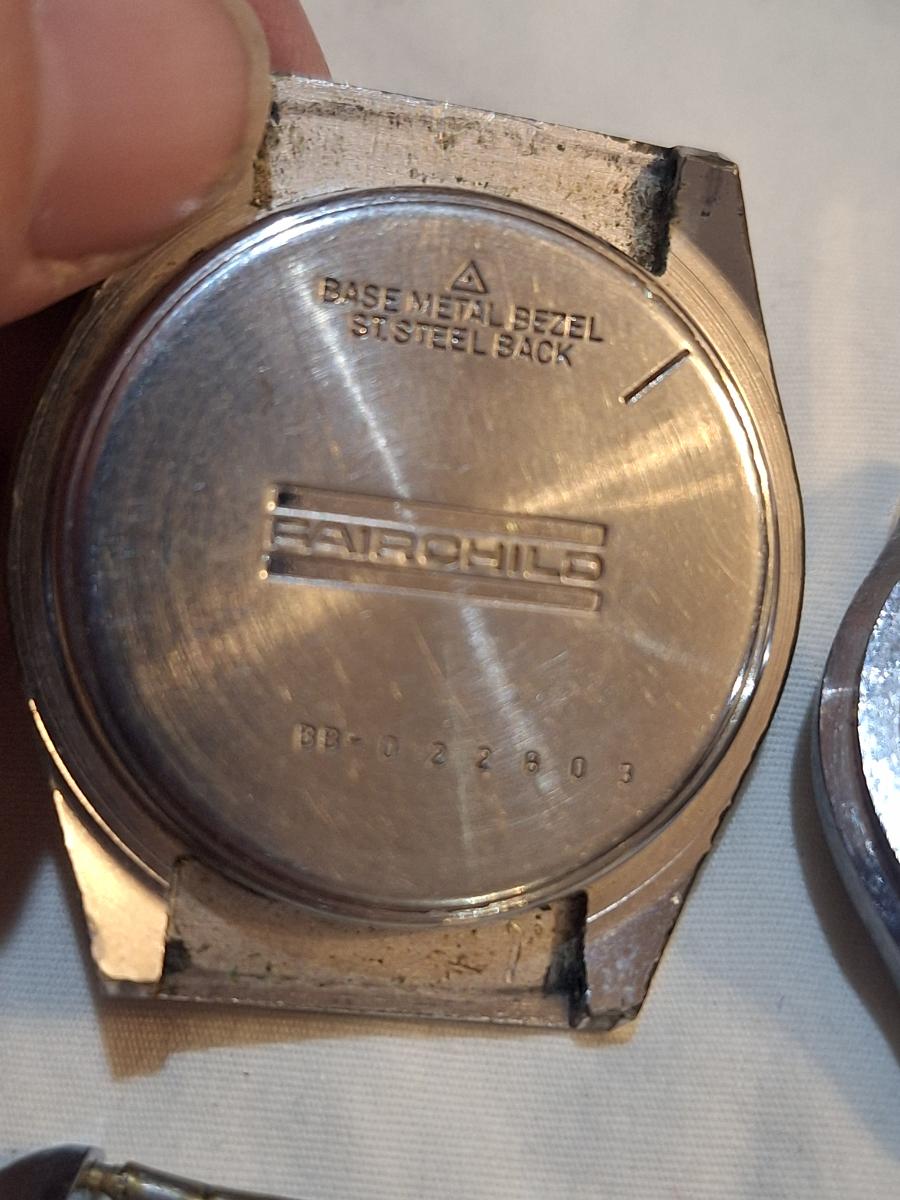 BASE METAL BEZEL
ST. STEEL BACK
FAIRCHILD
BB-022803